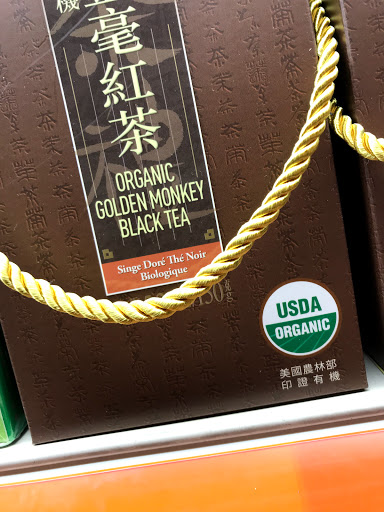 機
毫紅茶
ORGANIC
GOLDEN MONKEY
BLACK TEA
Singe Doré Thé Noir
Biologique
USDA
ORGANIC
美國農林部
印證有機